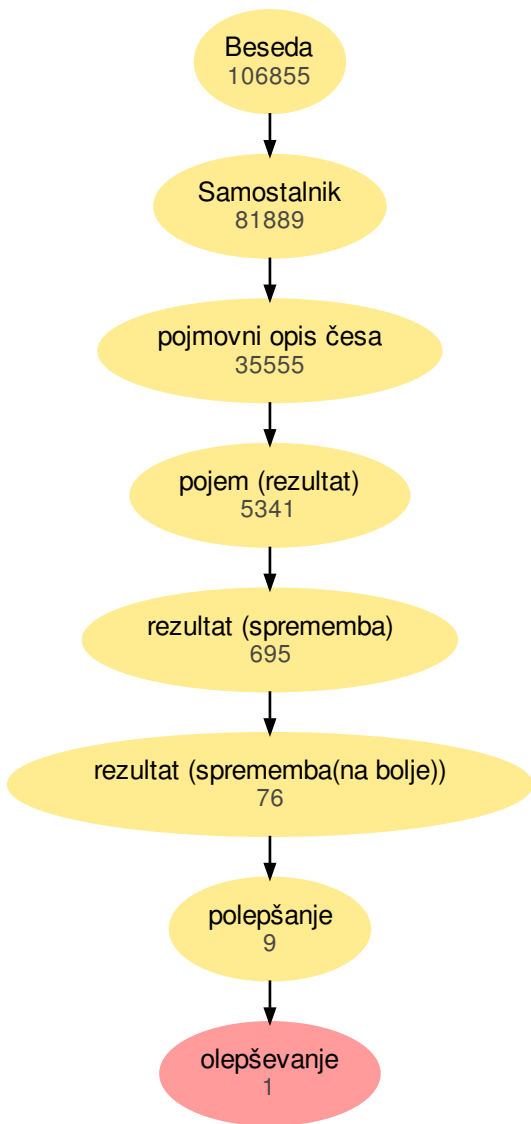 Beseda
106855
Samostalnik
81889
pojmovni opis česa
35555
pojem (rezultat)
5341
rezultat (sprememba)
695
rezultat (sprememba(na bolje))
76
polepšanje
9
olepševanje
1